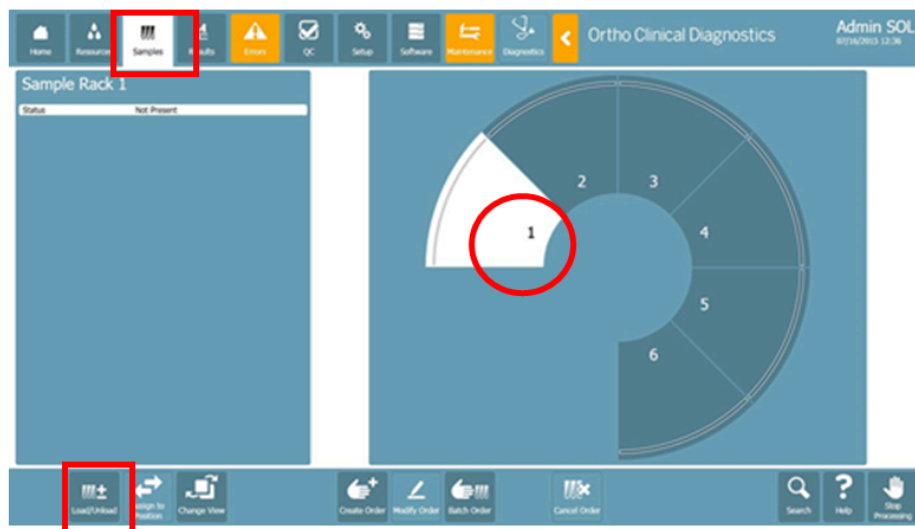 Home
Resources
Samples
Results
Errors
QC
Setup
Software
Maintenance
Diagnostics
Ortho Clinical Diagnostics
Admin SOL
07/16/2015 12:36
Sample Rack 1
Status Not Present
1
2
3
4
5
6
Load/Unload
Assign to
Position
Change View
Create Order
Modify Order
Batch Order
Cancel Order
Search
Help
Stop
Processing